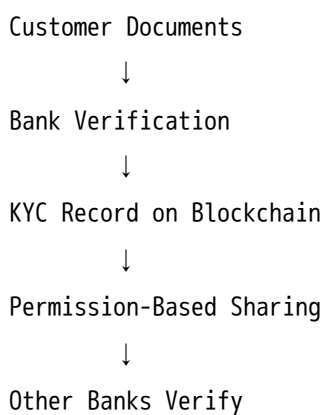 Customer Documents
↓
Bank Verification
↓
KYC Record on Blockchain
↓
Permission-Based Sharing
↓
Other Banks Verify